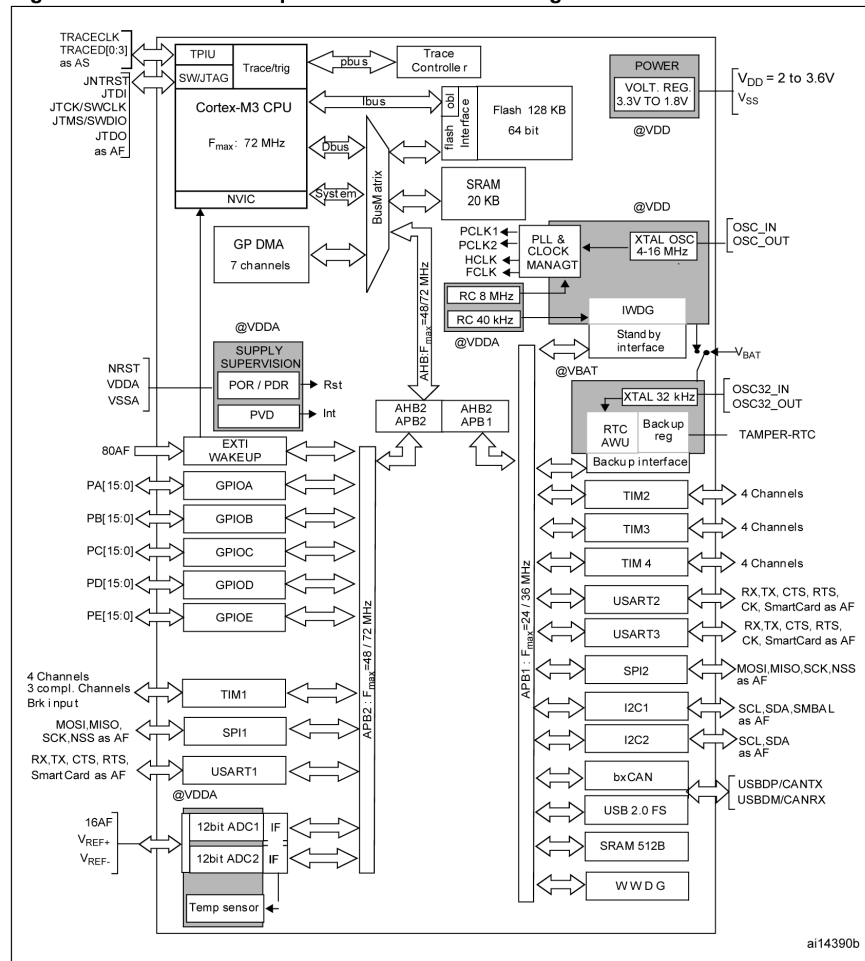 TRACECLK
TRACED[0:3]
as AS
JNTRST
JTDI
JTCK/SWCLK
JTMS/SWDIO
JTDO
as AF
TPIU
SW/JTAG
Trace/trig
Cortex-M3 CPU
Fmax: 72 MHz
NVIC
pbus
Trace
Controller
Ibus
Dbus
System
BusMatrix
flash
obl
Interface
Flash 128 KB
64 bit
SRAM
20 KB
GP DMA
7 channels
POWER
VOLT. REG.
3.3V TO 1.8V
@VDD
VDD = 2 to 3.6V
VSS
@VDD
PCLK1
PCLK2
HCLK
FCLK
PLL &
CLOCK
MANAGT
XTAL OSC
4-16 MHz
OSC_IN
OSC_OUT
RC 8 MHz
RC 40 kHz
@VDDA
IWDG
Stand by
interface
@VBAT
VBAT
XTAL 32 kHz
OSC32_IN
OSC32_OUT
RTC
AWU
Backup
reg
TAMPER-RTC
Backup interface
AHB:Fmax=48/72 MHz
@VDDA
SUPPLY
SUPERVISION
POR / PDR
Rst
PVD
Int
NRST
VDDA
VSSA
AHB2
APB2
AHB2
APB1
80AF
EXTI
WAKEUP
PA[15:0]
GPIOA
PB[15:0]
GPIOB
PC[15:0]
GPIOC
PD[15:0]
GPIOD
PE[15:0]
GPIOE
4 Channels
3 compl. Channels
Brk input
TIM1
MOSI,MISO,
SCK,NSS as AF
SPI1
RX,TX, CTS, RTS,
SmartCard as AF
USART1
@VDDA
16AF
VREF+
VREF-
12bit ADC1
IF
12bit ADC2
IF
Temp sensor
APB2 : Fmax=48 / 72 MHz
APB1 : Fmax=24 / 36 MHz
TIM2
4 Channels
TIM3
4 Channels
TIM 4
4 Channels
USART2
RX,TX, CTS, RTS,
CK, SmartCard as AF
USART3
RX,TX, CTS, RTS,
CK, SmartCard as AF
SPI2
MOSI,MISO,SCK,NSS
as AF
I2C1
SCL,SDA,SMBAL
as AF
I2C2
SCL,SDA
as AF
bxCAN
USBDP/CANTX
USBDM/CANRX
USB 2.0 FS
SRAM 512B
WWDG
ai14390b